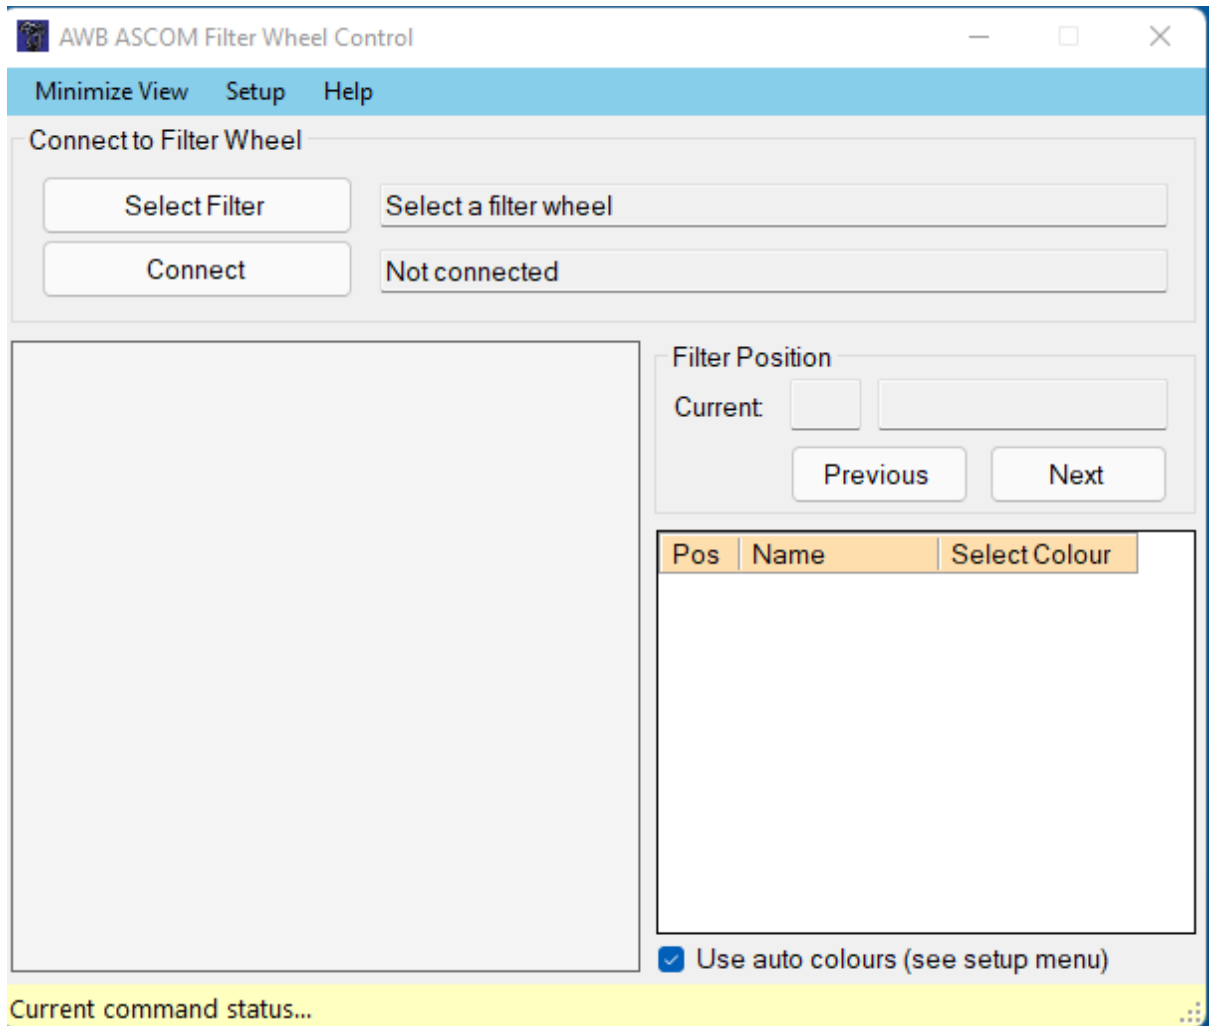 AWB ASCOM Filter Wheel Control
Minimize View Setup Help
Connect to Filter Wheel
Select Filter Select a filter wheel
Connect Not connected
Filter Position
Current:
Previous Next
Pos Name Select Colour
Use auto colours (see setup menu)
Current command status...